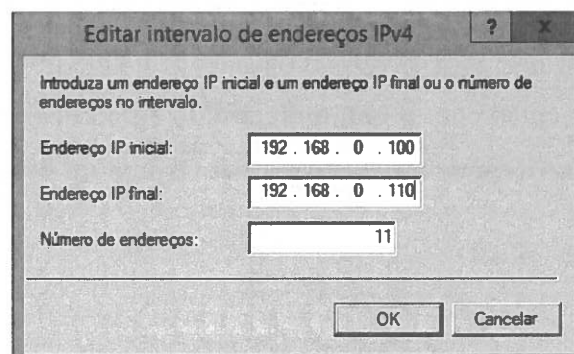 Editar intervalo de endereços IPv4
?
x
Introduza um endereço IP inicial e um endereço IP final ou o número de
endereços no intervalo.
Endereço IP inicial:
192 . 168 . 0 . 100
Endereço IP final:
192 . 168 . 0 . 110
Número de endereços:
11
OK
Cancelar